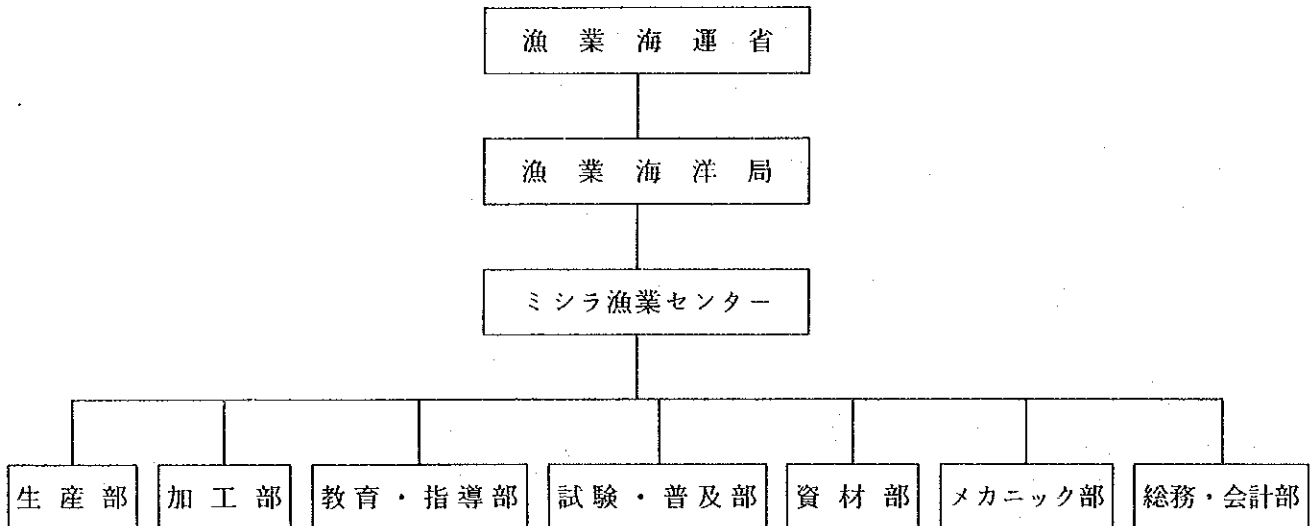 漁業海運省
漁業海洋局
ミシラ漁業センター
生産部 加工部 教育・指導部 試験・普及部 資材部 メカニック部 総務・会計部